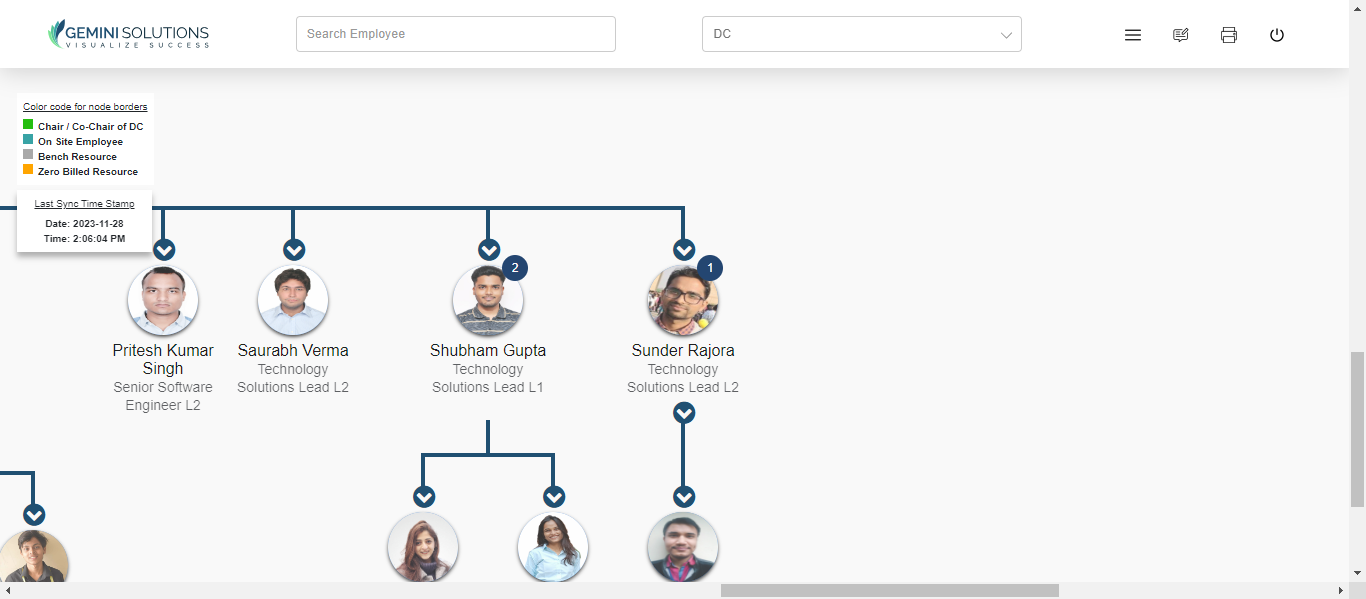 GEMINI SOLUTIONS
VISUALIZE SUCCESS
Search Employee
DC
Color code for node borders
Chair / Co-Chair of DC
On Site Employee
Bench Resource
Zero Billed Resource
Last Sync Time Stamp
Date: 2023-11-28
Time: 2:06:04 PM
2
1
Pritesh Kumar
Singh
Senior Software
Engineer L2
Saurabh Verma
Technology
Solutions Lead L2
Shubham Gupta
Technology
Solutions Lead L1
Sunder Rajora
Technology
Solutions Lead L2